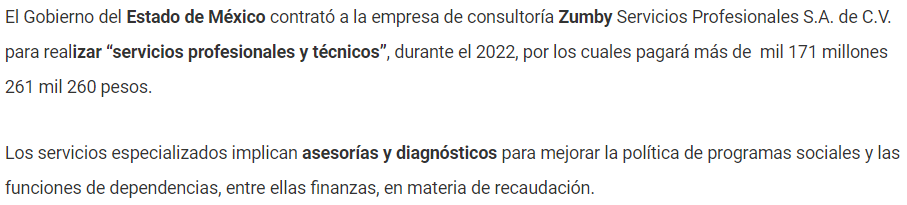 El Gobierno del Estado de México contrató a la empresa de consultoría Zumby Servicios Profesionales S.A. de C.V.
para realizar “servicios profesionales y técnicos”, durante el 2022, por los cuales pagará más de mil 171 millones
261 mil 260 pesos.
Los servicios especializados implican asesorías y diagnósticos para mejorar la política de programas sociales y las
funciones de dependencias, entre ellas finanzas, en materia de recaudación.